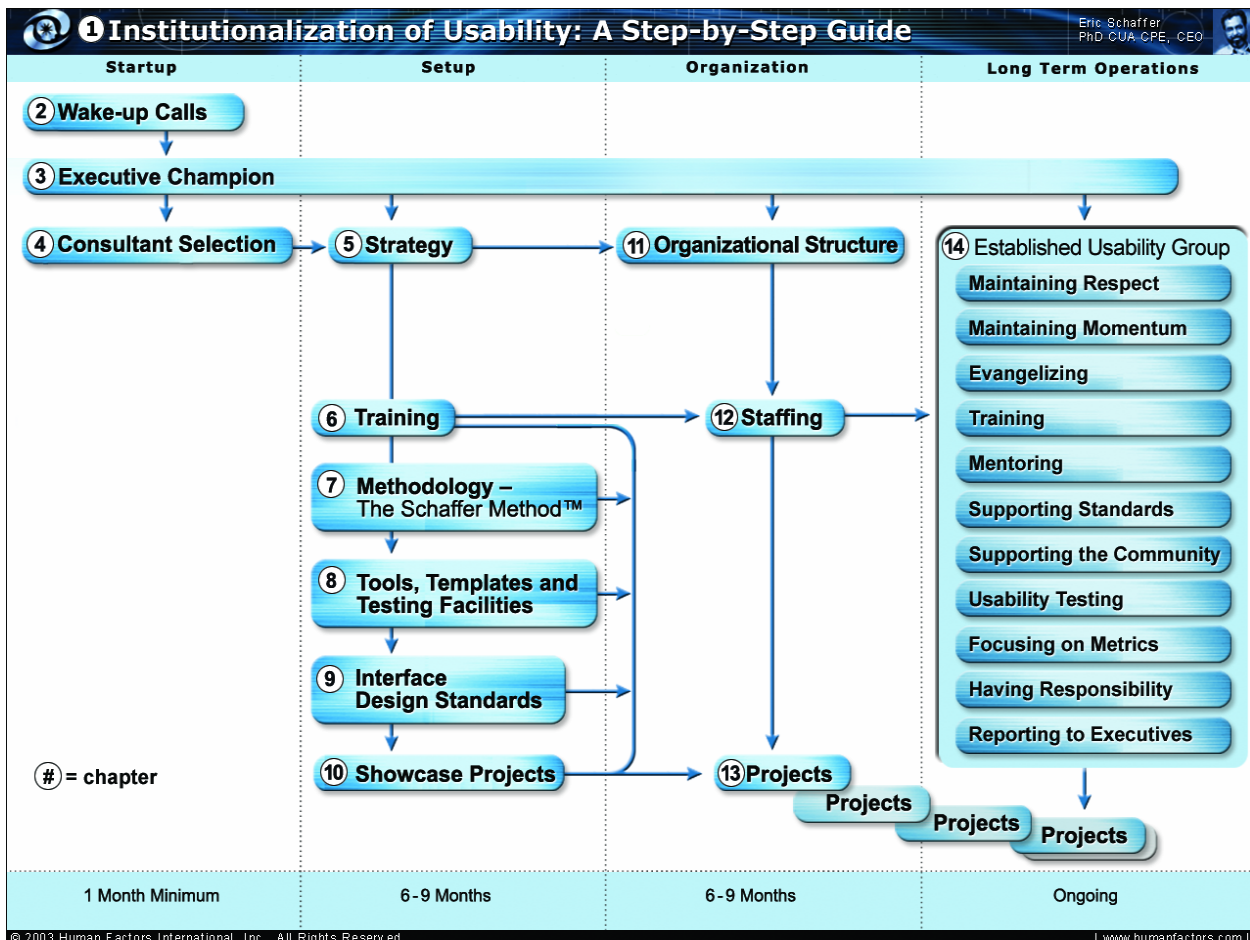 1 Institutionalization of Usability: A Step-by-Step Guide
Eric Schaffer
PhD CUA CPE, CEO
Startup
Setup
Organization
Long Term Operations
2 Wake-up Calls
3 Executive Champion
4 Consultant Selection
5 Strategy
11 Organizational Structure
14 Established Usability Group
Maintaining Respect
Maintaining Momentum
Evangelizing
Training
Mentoring
Supporting Standards
Supporting the Community
Usability Testing
Focusing on Metrics
Having Responsibility
Reporting to Executives
6 Training
12 Staffing
7 Methodology –
The Schaffer Method™
8 Tools, Templates and
Testing Facilities
9 Interface
Design Standards
10 Showcase Projects
13 Projects
Projects
Projects
Projects
# = chapter
1 Month Minimum
6-9 Months
6-9 Months
Ongoing
© 2003 Human Factors International, Inc. All Rights Reserved
www.humanfactors.com